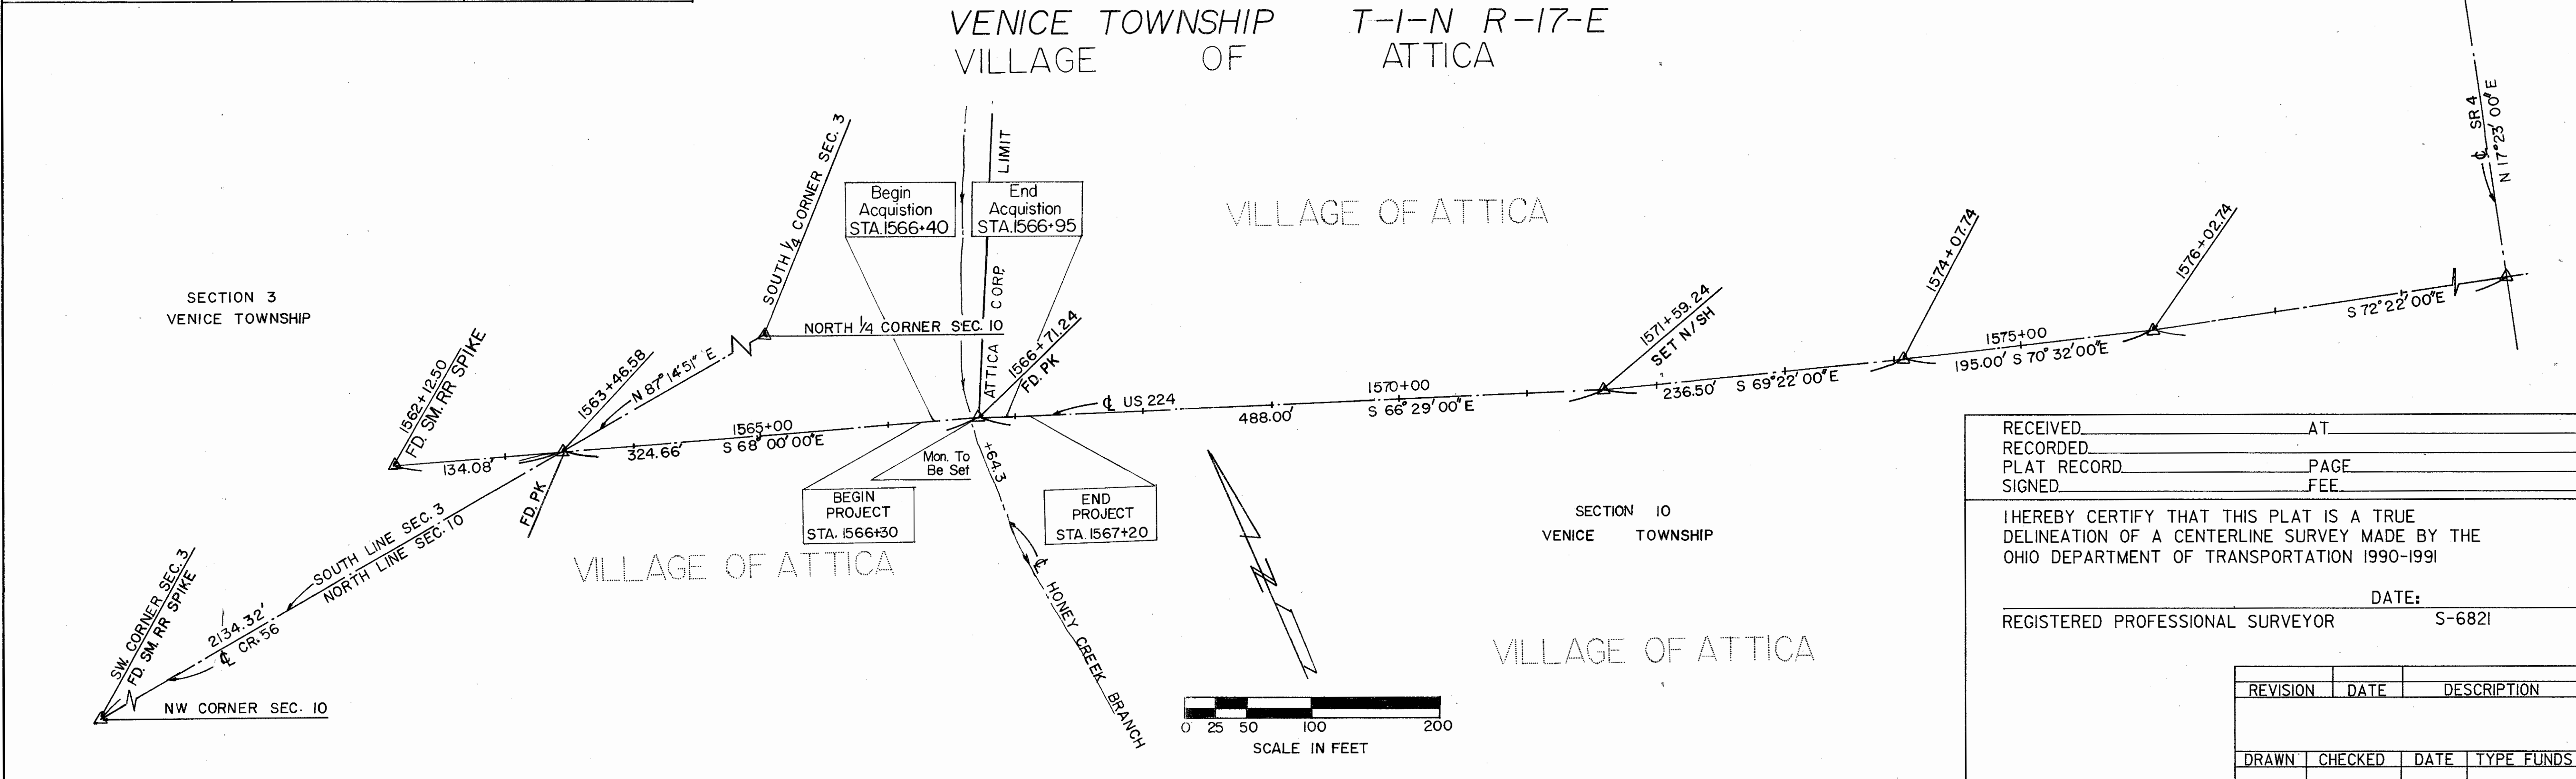 VENICE TOWNSHIP T-1-N R-17-E
VILLAGE OF ATTICA
SECTION 3
VENICE TOWNSHIP
SOUTH 1/4 CORNER SEC. 3
NORTH 1/4 CORNER SEC. 10
Begin
Acquistion
STA.1566+40
End
Acquistion
STA.1566+95
ATTICA CORP. LIMIT
VILLAGE OF ATTICA
℄ SR 4
N 17°23' 00" E
1562+12.50
FD. SM. RR SPIKE
1563+46.58
N 87° 14'51" E
1566+71.24
FD. PK
1571+59.24
SET N/SH
1574+07.74
1576+02.74
134.08'
FD. PK
324.66'
1565+00
S 68° 00' 00"E
℄ US 224
488.00'
1570+00
S 66° 29'00"E
236.50' S 69°22'00"E
1575+00
195.00' S 70° 32'00"E
S 72°22'00"E
Mon. To
Be Set
+64.3
BEGIN
PROJECT
STA. 1566+30
END
PROJECT
STA. 1567+20
℄ HONEY CREEK BRANCH
VILLAGE OF ATTICA
SECTION 10
VENICE TOWNSHIP
VILLAGE OF ATTICA
SOUTH LINE SEC. 3
NORTH LINE SEC. 10
2134.32'
℄ CR. 56
SW. CORNER SEC. 3
FD. SM. RR SPIKE
NW CORNER SEC. 10
0 25 50 100 200
SCALE IN FEET
RECEIVED AT
RECORDED
PLAT RECORD PAGE
SIGNED FEE
I HEREBY CERTIFY THAT THIS PLAT IS A TRUE
DELINEATION OF A CENTERLINE SURVEY MADE BY THE
OHIO DEPARTMENT OF TRANSPORTATION 1990-1991
DATE:
REGISTERED PROFESSIONAL SURVEYOR S-6821
REVISION DATE DESCRIPTION
DRAWN CHECKED DATE TYPE FUNDS